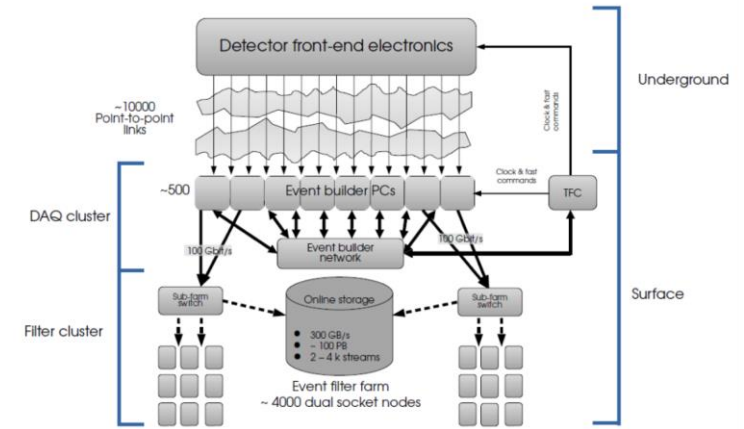 Detector front-end electronics
Underground
~10000
Point-to-point
links
Clock & fast
commands
Clock & fast
commands
~500
Event builder PCs
TFC
DAQ cluster
100 Gbit/s
100 Gbit/s
Event builder
network
Sub-farm
switch
Online storage
Sub-farm
switch
Surface
Filter cluster
• 300 GB/s
• ~ 100 PB
• 2 – 4 k streams
Event filter farm
~ 4000 dual socket nodes